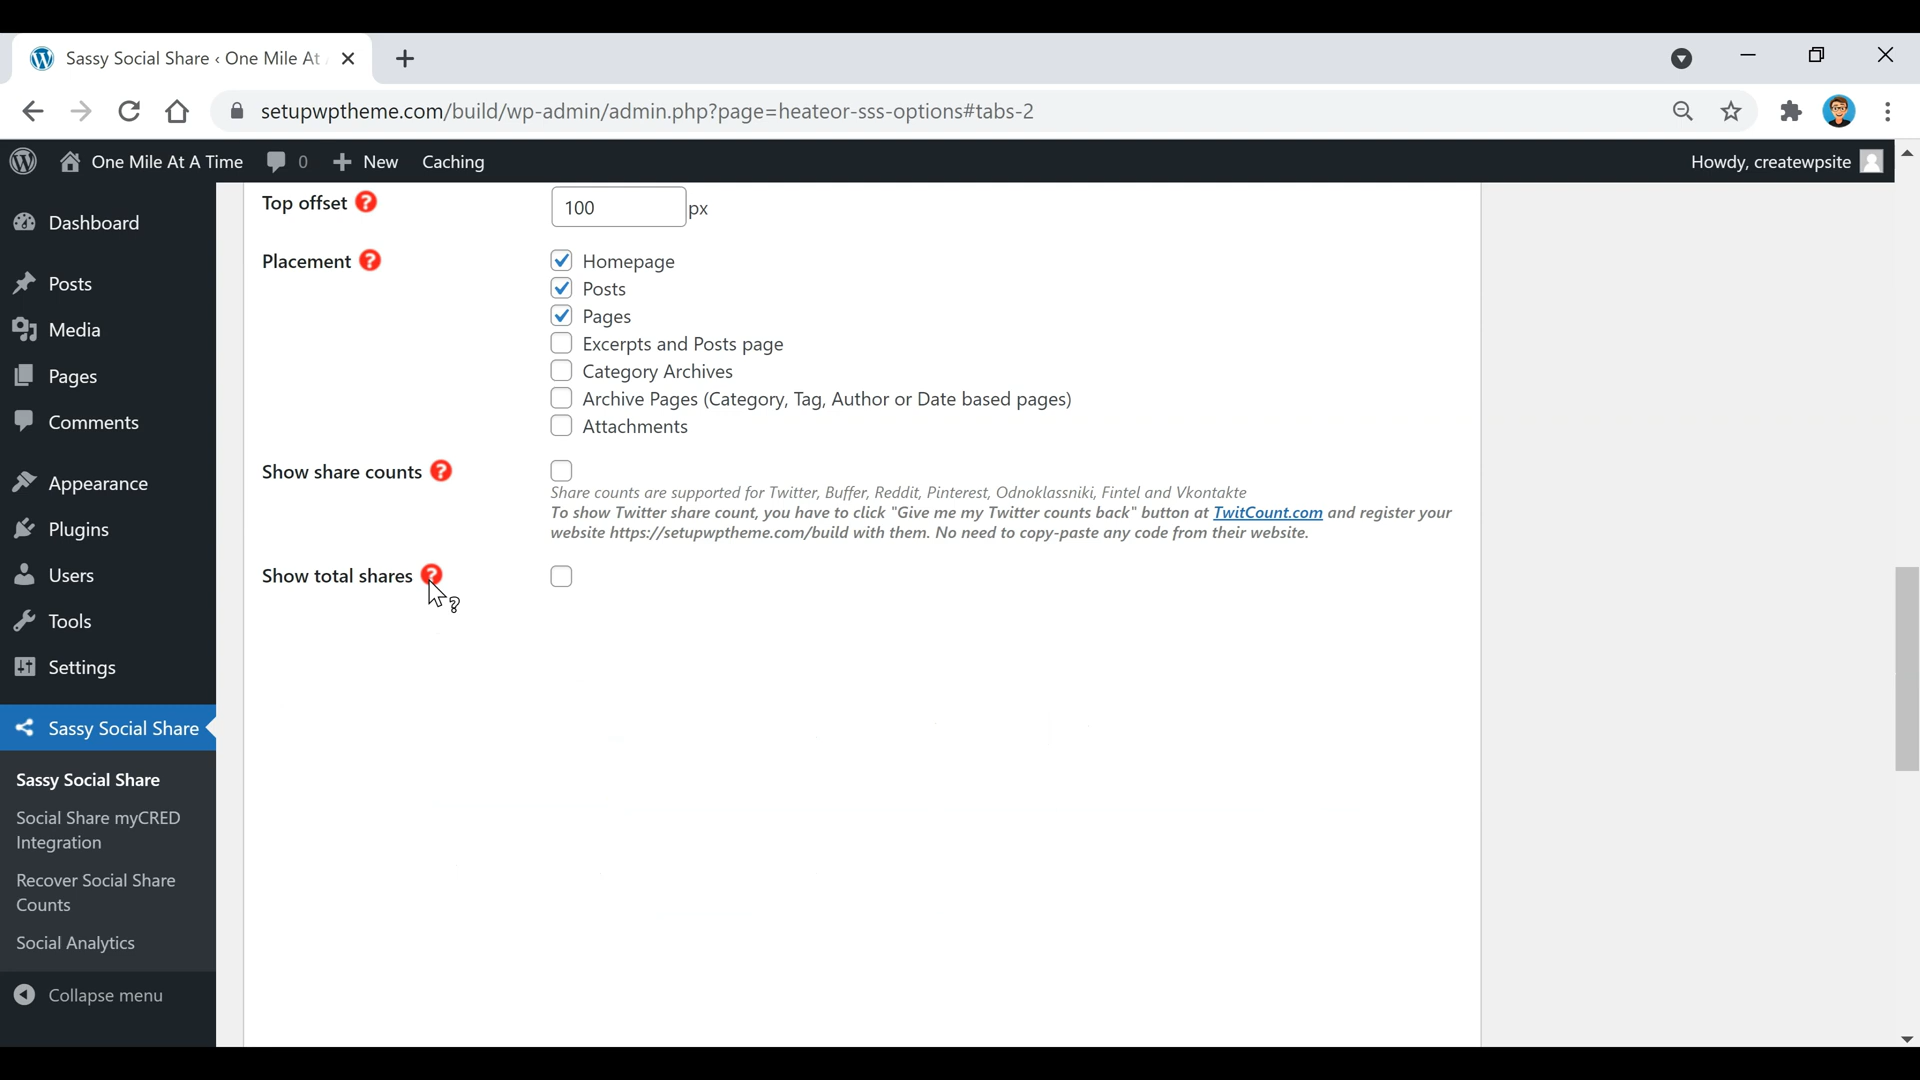 Sassy Social Share ‹ One Mile At
setupwptheme.com/build/wp-admin/admin.php?page=heateor-sss-options#tabs-2
One Mile At A Time 0 New Caching Howdy, createwpsite
Dashboard
Posts
Media
Pages
Comments
Appearance
Plugins
Users
Tools
Settings
Sassy Social Share
Sassy Social Share
Social Share myCRED
Integration
Recover Social Share
Counts
Social Analytics
Collapse menu
Top offset ? 100 px
Placement ? Homepage
Posts
Pages
Excerpts and Posts page
Category Archives
Archive Pages (Category, Tag, Author or Date based pages)
Attachments
Show share counts ?
Share counts are supported for Twitter, Buffer, Reddit, Pinterest, Odnoklassniki, Fintel and Vkontakte
To show Twitter share count, you have to click "Give me my Twitter counts back" button at TwitCount.com and register your
website https://setupwptheme.com/build with them. No need to copy-paste any code from their website.
Show total shares ?